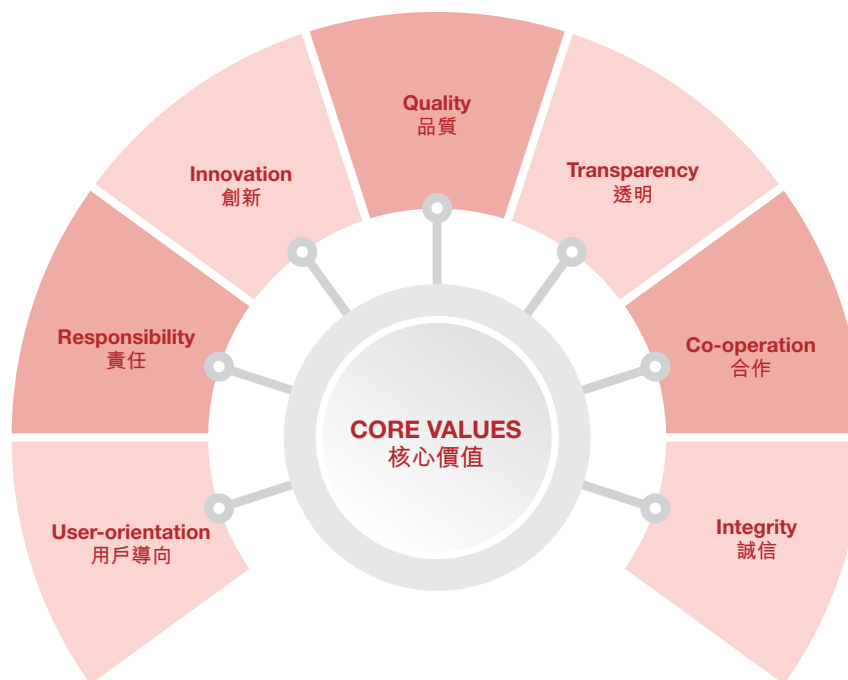 Quality
品質
Innovation
創新
Transparency
透明
Responsibility
責任
Co-operation
合作
CORE VALUES
核心價值
User-orientation
用戶導向
Integrity
誠信